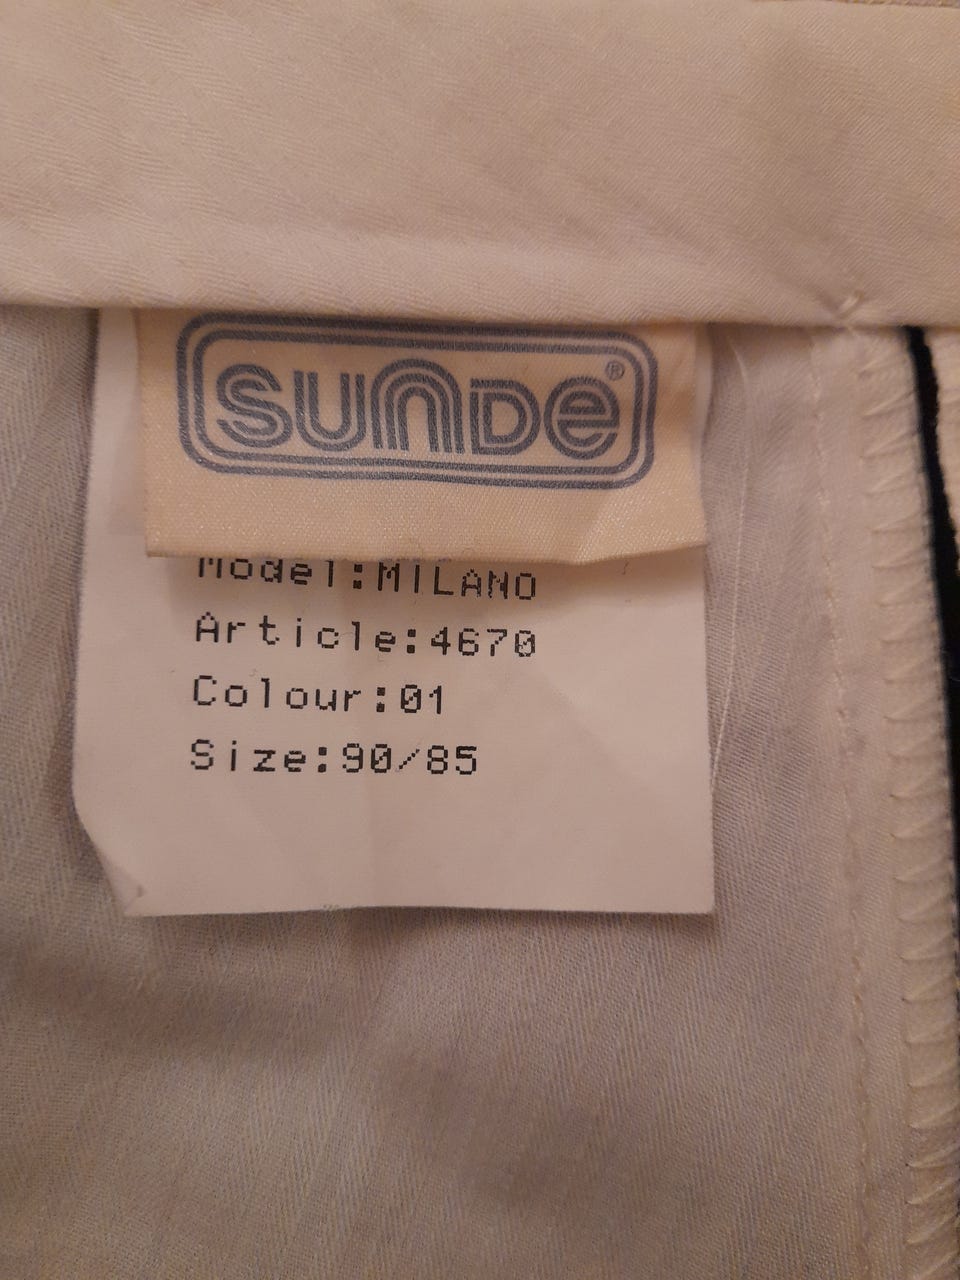 SUNDE®
Model:MILANO
Article:4670
Colour:01
Size:90/85